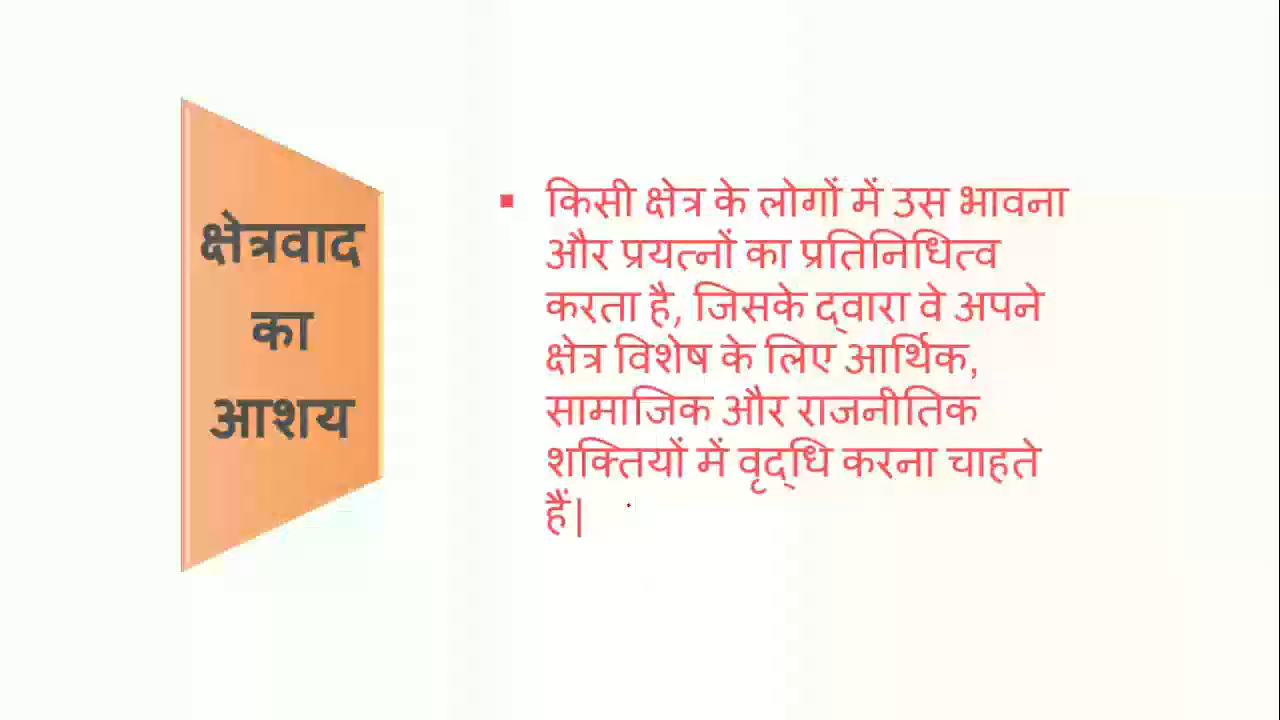 क्षेत्रवाद
का
आशय
किसी क्षेत्र के लोगों में उस भावना
और प्रयत्नों का प्रतिनिधित्व
करता है, जिसके द्वारा वे अपने
क्षेत्र विशेष के लिए आर्थिक,
सामाजिक और राजनीतिक
शक्तियों में वृद्धि करना चाहते
हैं|